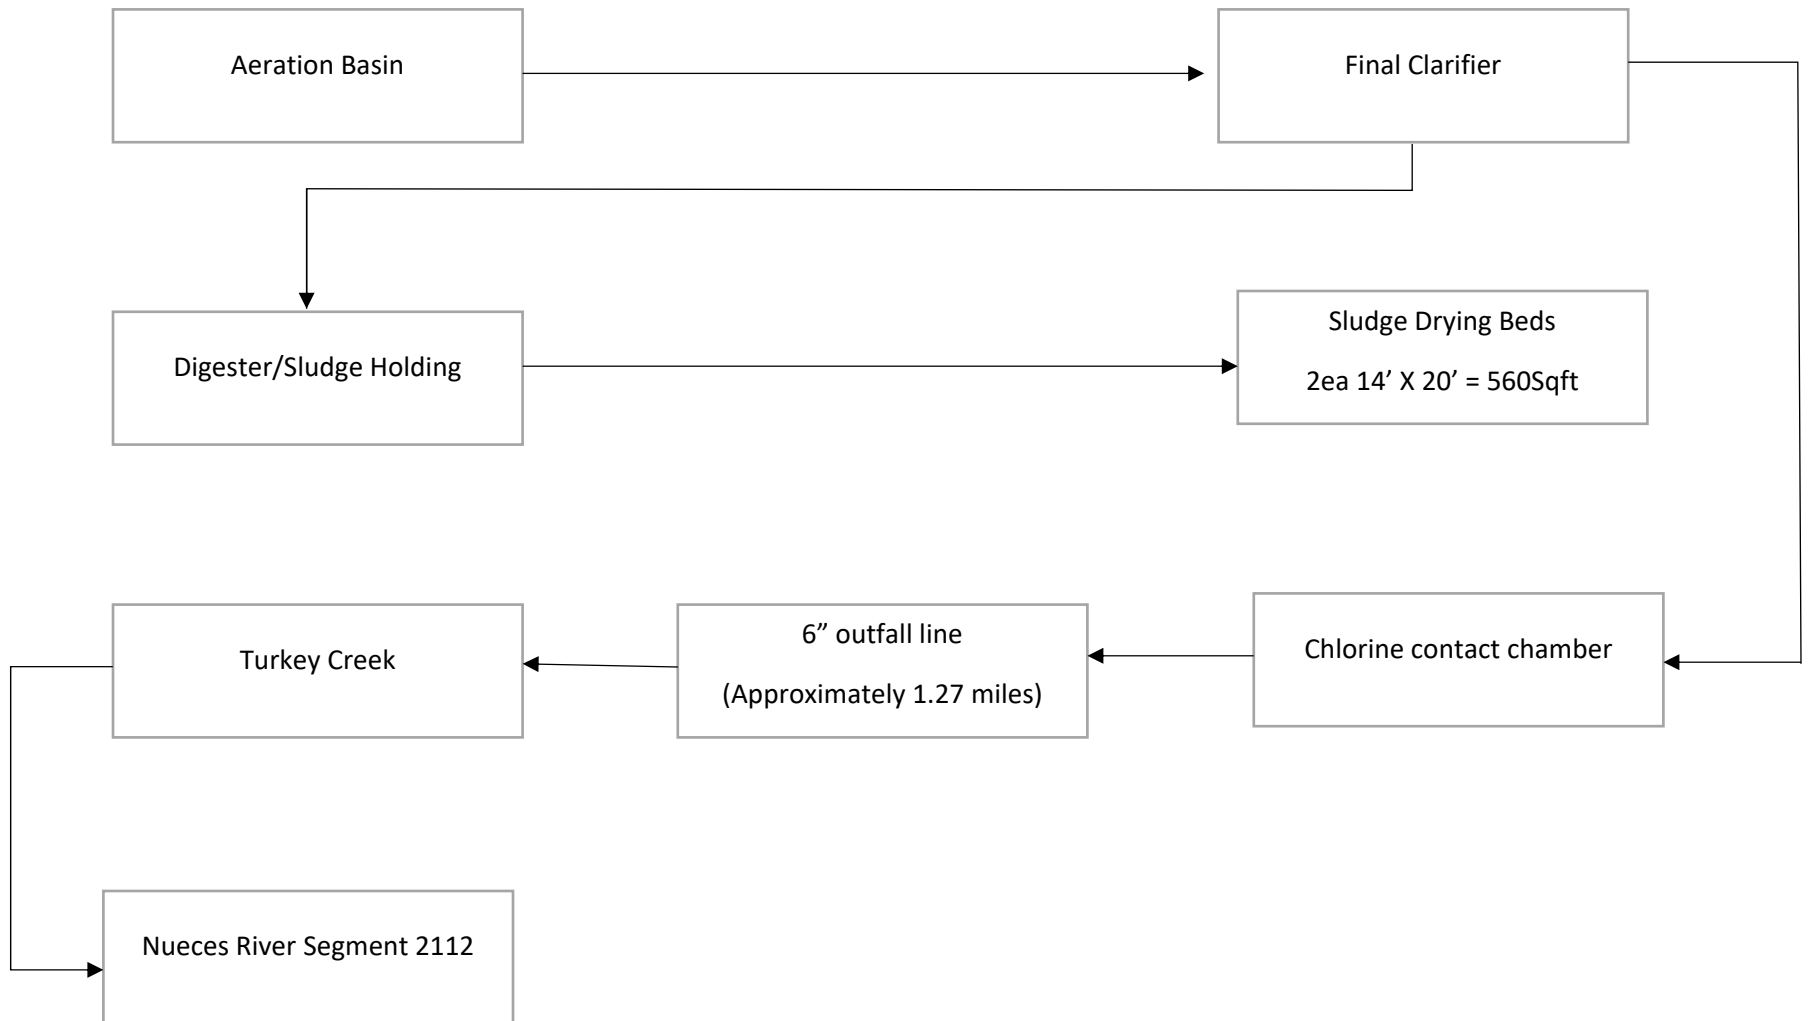 Aeration Basin
Final Clarifier
Digester/Sludge Holding
Sludge Drying Beds
2ea 14’ X 20’ = 560Sqft
Turkey Creek
6” outfall line
(Approximately 1.27 miles)
Chlorine contact chamber
Nueces River Segment 2112